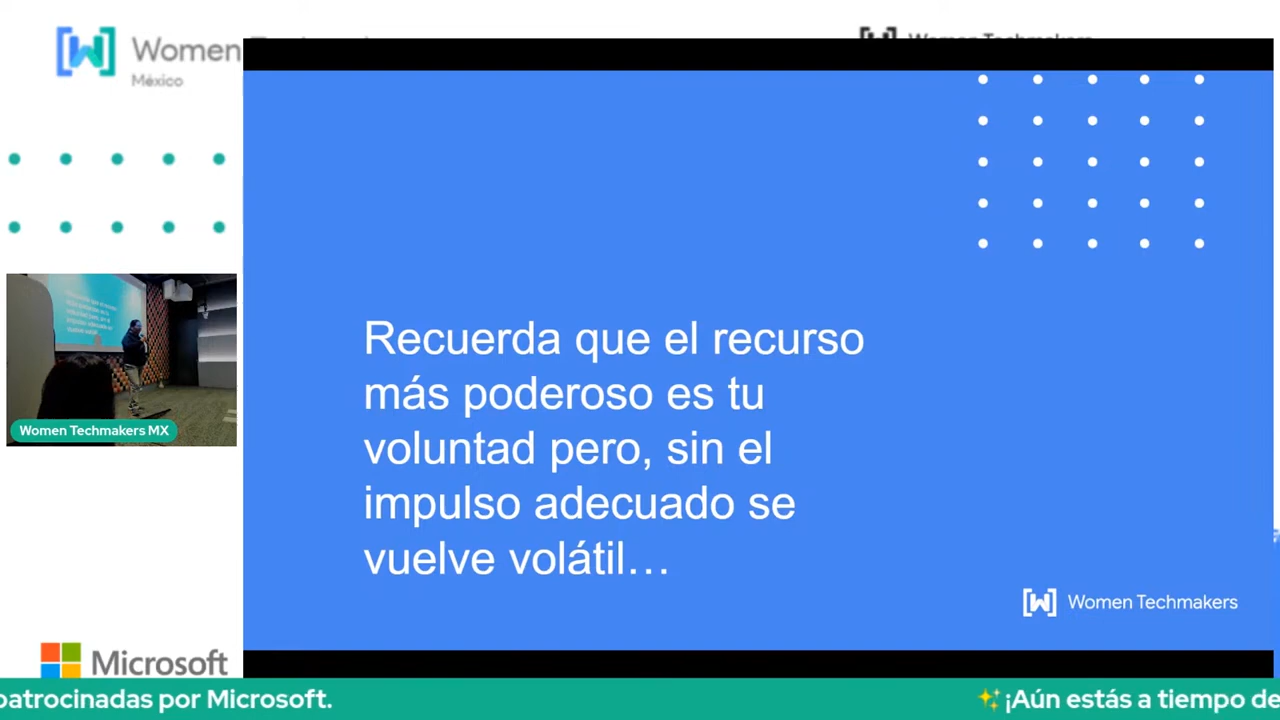 Women
México
Recuerda que el recurso
más poderoso es tu
voluntad pero, sin el
impulso adecuado se
vuelve volátil…
Women Techmakers
Women Techmakers MX
Microsoft
patrocinadas por Microsoft.
✨ ¡Aún estás a tiempo de